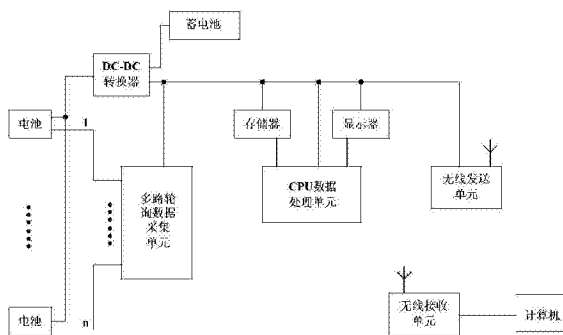 蓄电池
DC-DC
转换器
电池
1
存储器
显示器
多路轮
询数据
采集
单元
CPU数据
处理单元
无线发送
单元
电池
n
无线接收
单元
计算机